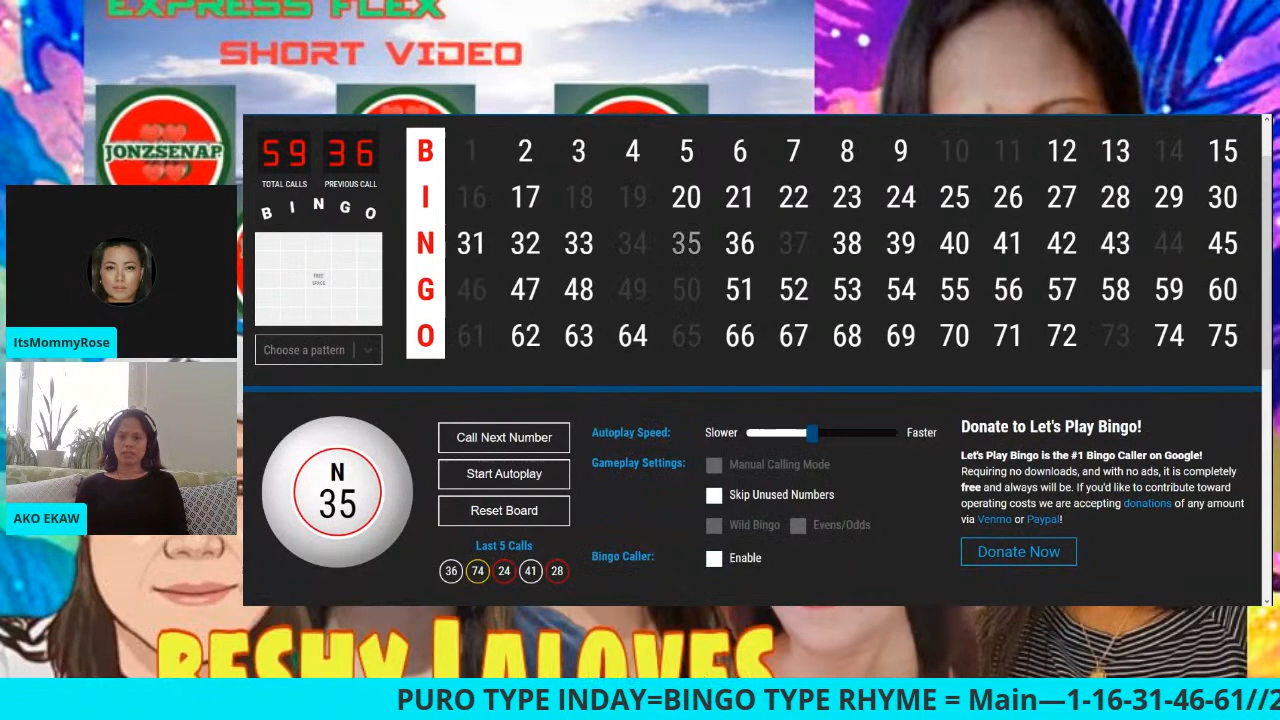 EXPRESS FLEX
SHORT VIDEO
JONZSENAP
59 36
TOTAL CALLS PREVIOUS CALL
B I N G O
FREE
SPACE
Choose a pattern
B 1 2 3 4 5 6 7 8 9 10 11 12 13 14 15
I 16 17 18 19 20 21 22 23 24 25 26 27 28 29 30
N 31 32 33 34 35 36 37 38 39 40 41 42 43 44 45
G 46 47 48 49 50 51 52 53 54 55 56 57 58 59 60
O 61 62 63 64 65 66 67 68 69 70 71 72 73 74 75
ItsMommyRose
AKO EKAW
N
35
Call Next Number
Start Autoplay
Reset Board
Last 5 Calls
36 74 24 41 28
Autoplay Speed: Slower Faster
Gameplay Settings: Manual Calling Mode
Skip Unused Numbers
Wild Bingo Evens/Odds
Bingo Caller: Enable
Donate to Let's Play Bingo!
Let's Play Bingo is the #1 Bingo Caller on Google!
Requiring no downloads, and with no ads, it is completely
free and always will be. If you'd like to contribute toward
operating costs we are accepting donations of any amount
via Venmo or Paypal!
Donate Now
BESHY LALOVES
PURO TYPE INDAY=BINGO TYPE RHYME = Main—1-16-31-46-61//2